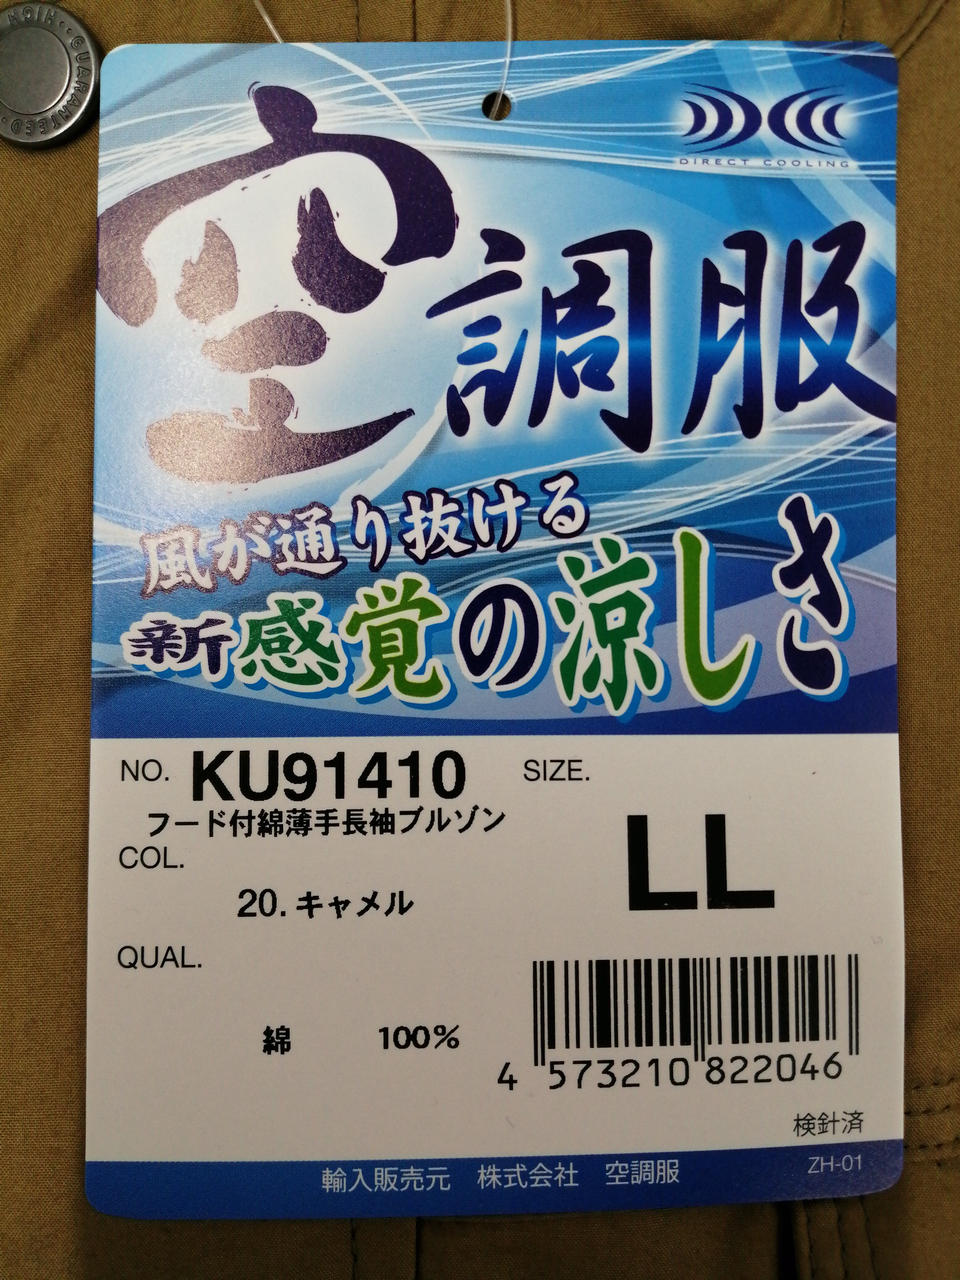 HIGH・GUARANTEED・
DIRECT COOLING
空調服
風が通り抜ける
新感覚の涼しさ
NO. KU91410 SIZE.
フード付綿薄手長袖ブルゾン
LL
COL.
20. キャメル
QUAL.
綿 100%
4 573210 822046
検針済
輸入販売元 株式会社 空調服 ZH-01